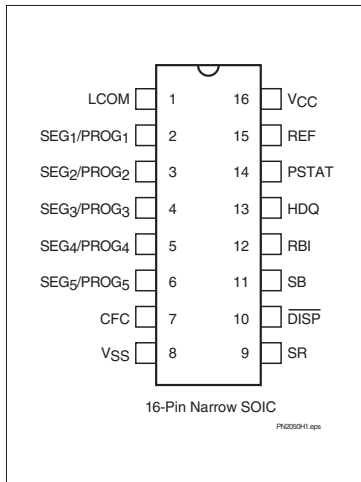 LCOM 1 16 VCC
SEG1/PROG1 2 15 REF
SEG2/PROG2 3 14 PSTAT
SEG3/PROG3 4 13 HDQ
SEG4/PROG4 5 12 RBI
SEG5/PROG5 6 11 SB
CFC 7 10 DISP
VSS 8 9 SR
16-Pin Narrow SOIC
PN2050H1.eps